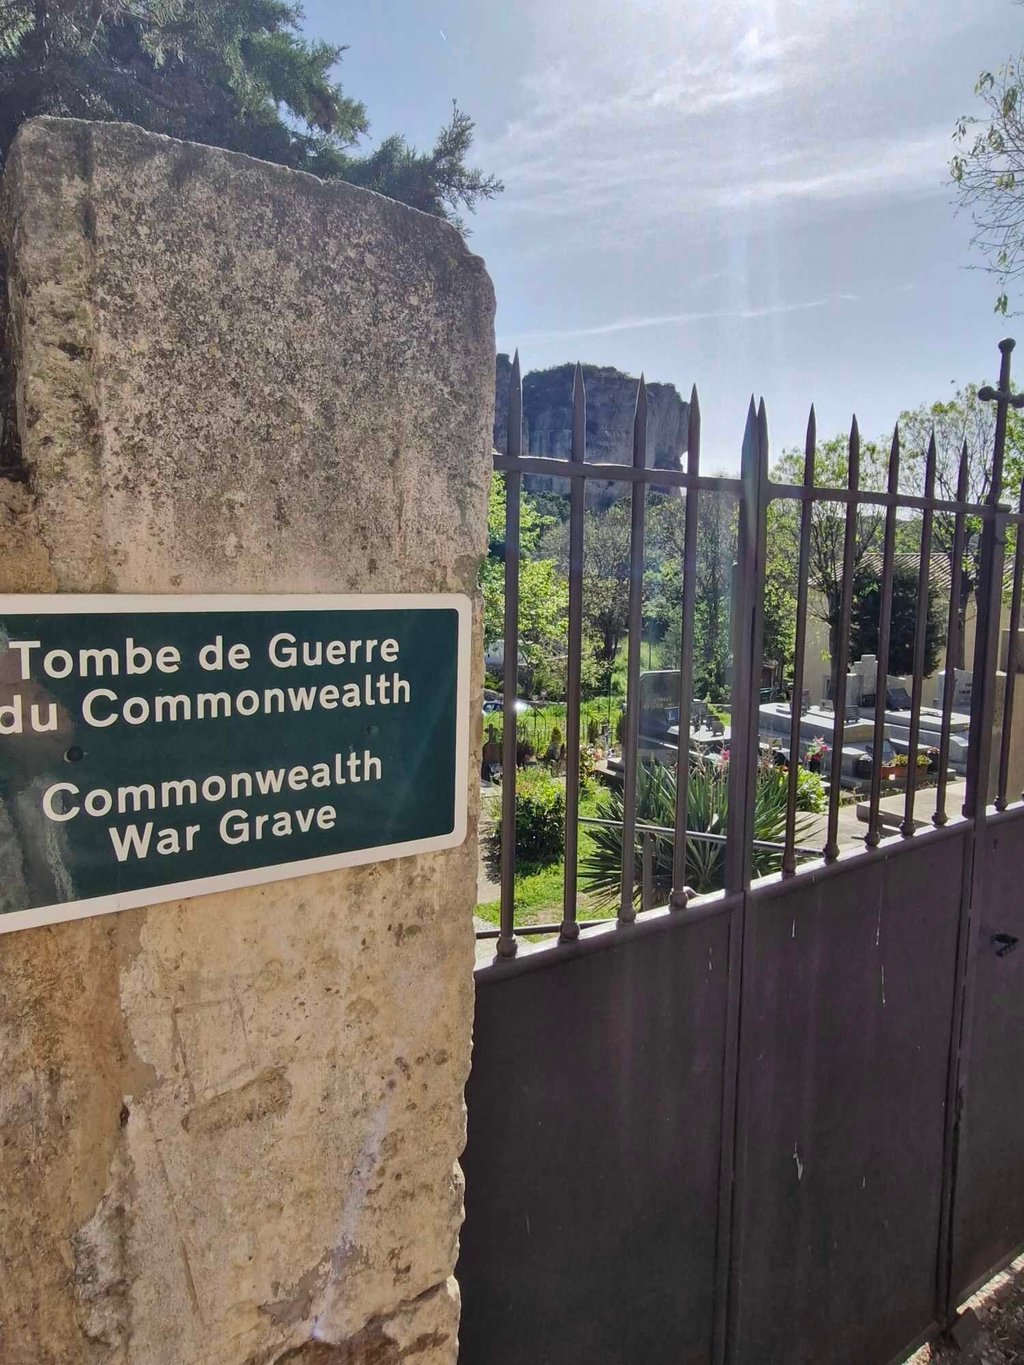 Tombe de Guerre
du Commonwealth
Commonwealth
War Grave